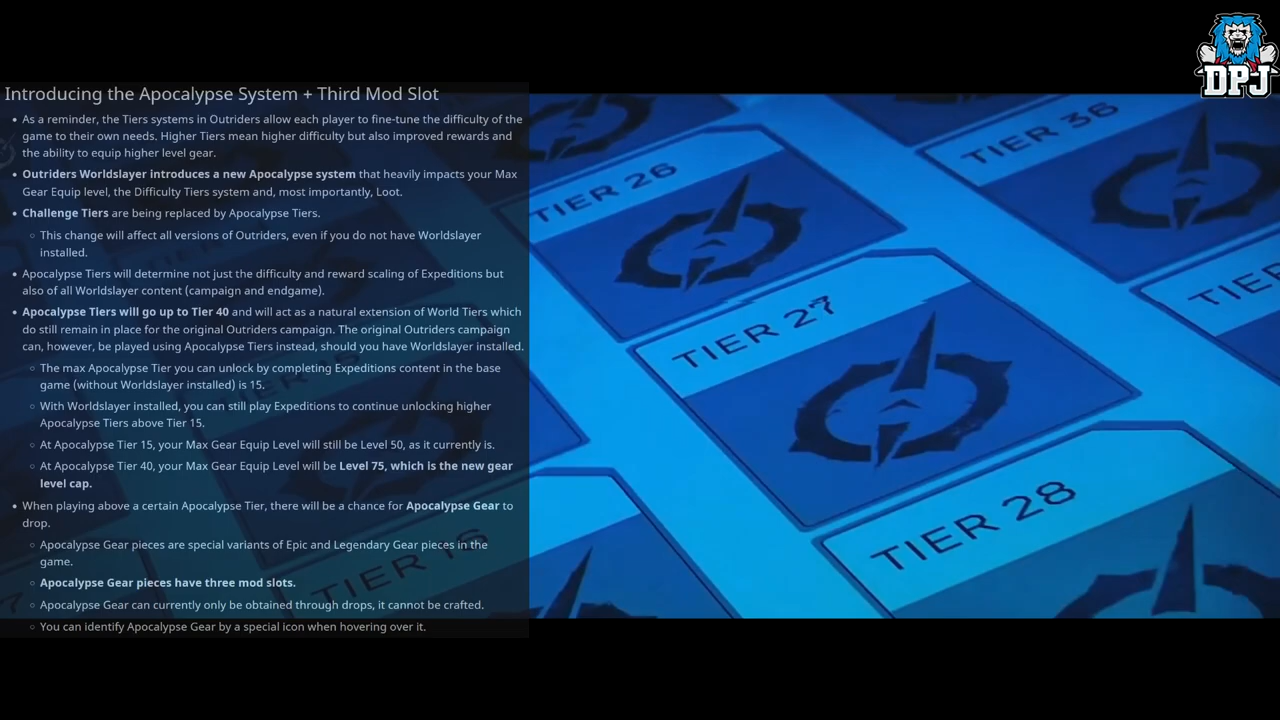 DPJ
Introducing the Apocalypse System + Third Mod Slot
• As a reminder, the Tiers systems in Outriders allow each player to fine-tune the difficulty of the
game to their own needs. Higher Tiers mean higher difficulty but also improved rewards and
the ability to equip higher level gear.
• Outriders Worldslayer introduces a new Apocalypse system that heavily impacts your Max
Gear Equip level, the Difficulty Tiers system and, most importantly, Loot.
• Challenge Tiers are being replaced by Apocalypse Tiers.
◦ This change will affect all versions of Outriders, even if you do not have Worldslayer
installed.
• Apocalypse Tiers will determine not just the difficulty and reward scaling of Expeditions but
also of all Worldslayer content (campaign and endgame).
• Apocalypse Tiers will go up to Tier 40 and will act as a natural extension of World Tiers which
do still remain in place for the original Outriders campaign. The original Outriders campaign
can, however, be played using Apocalypse Tiers instead, should you have Worldslayer installed.
◦ The max Apocalypse Tier you can unlock by completing Expeditions content in the base
game (without Worldslayer installed) is 15.
◦ With Worldslayer installed, you can still play Expeditions to continue unlocking higher
Apocalypse Tiers above Tier 15.
◦ At Apocalypse Tier 15, your Max Gear Equip Level will still be Level 50, as it currently is.
◦ At Apocalypse Tier 40, your Max Gear Equip Level will be Level 75, which is the new gear
level cap.
• When playing above a certain Apocalypse Tier, there will be a chance for Apocalypse Gear to
drop.
◦ Apocalypse Gear pieces are special variants of Epic and Legendary Gear pieces in the
game.
◦ Apocalypse Gear pieces have three mod slots.
◦ Apocalypse Gear can currently only be obtained through drops, it cannot be crafted.
◦ You can identify Apocalypse Gear by a special icon when hovering over it.
TIER 26
TIER 36
TIER 27
TIER 28